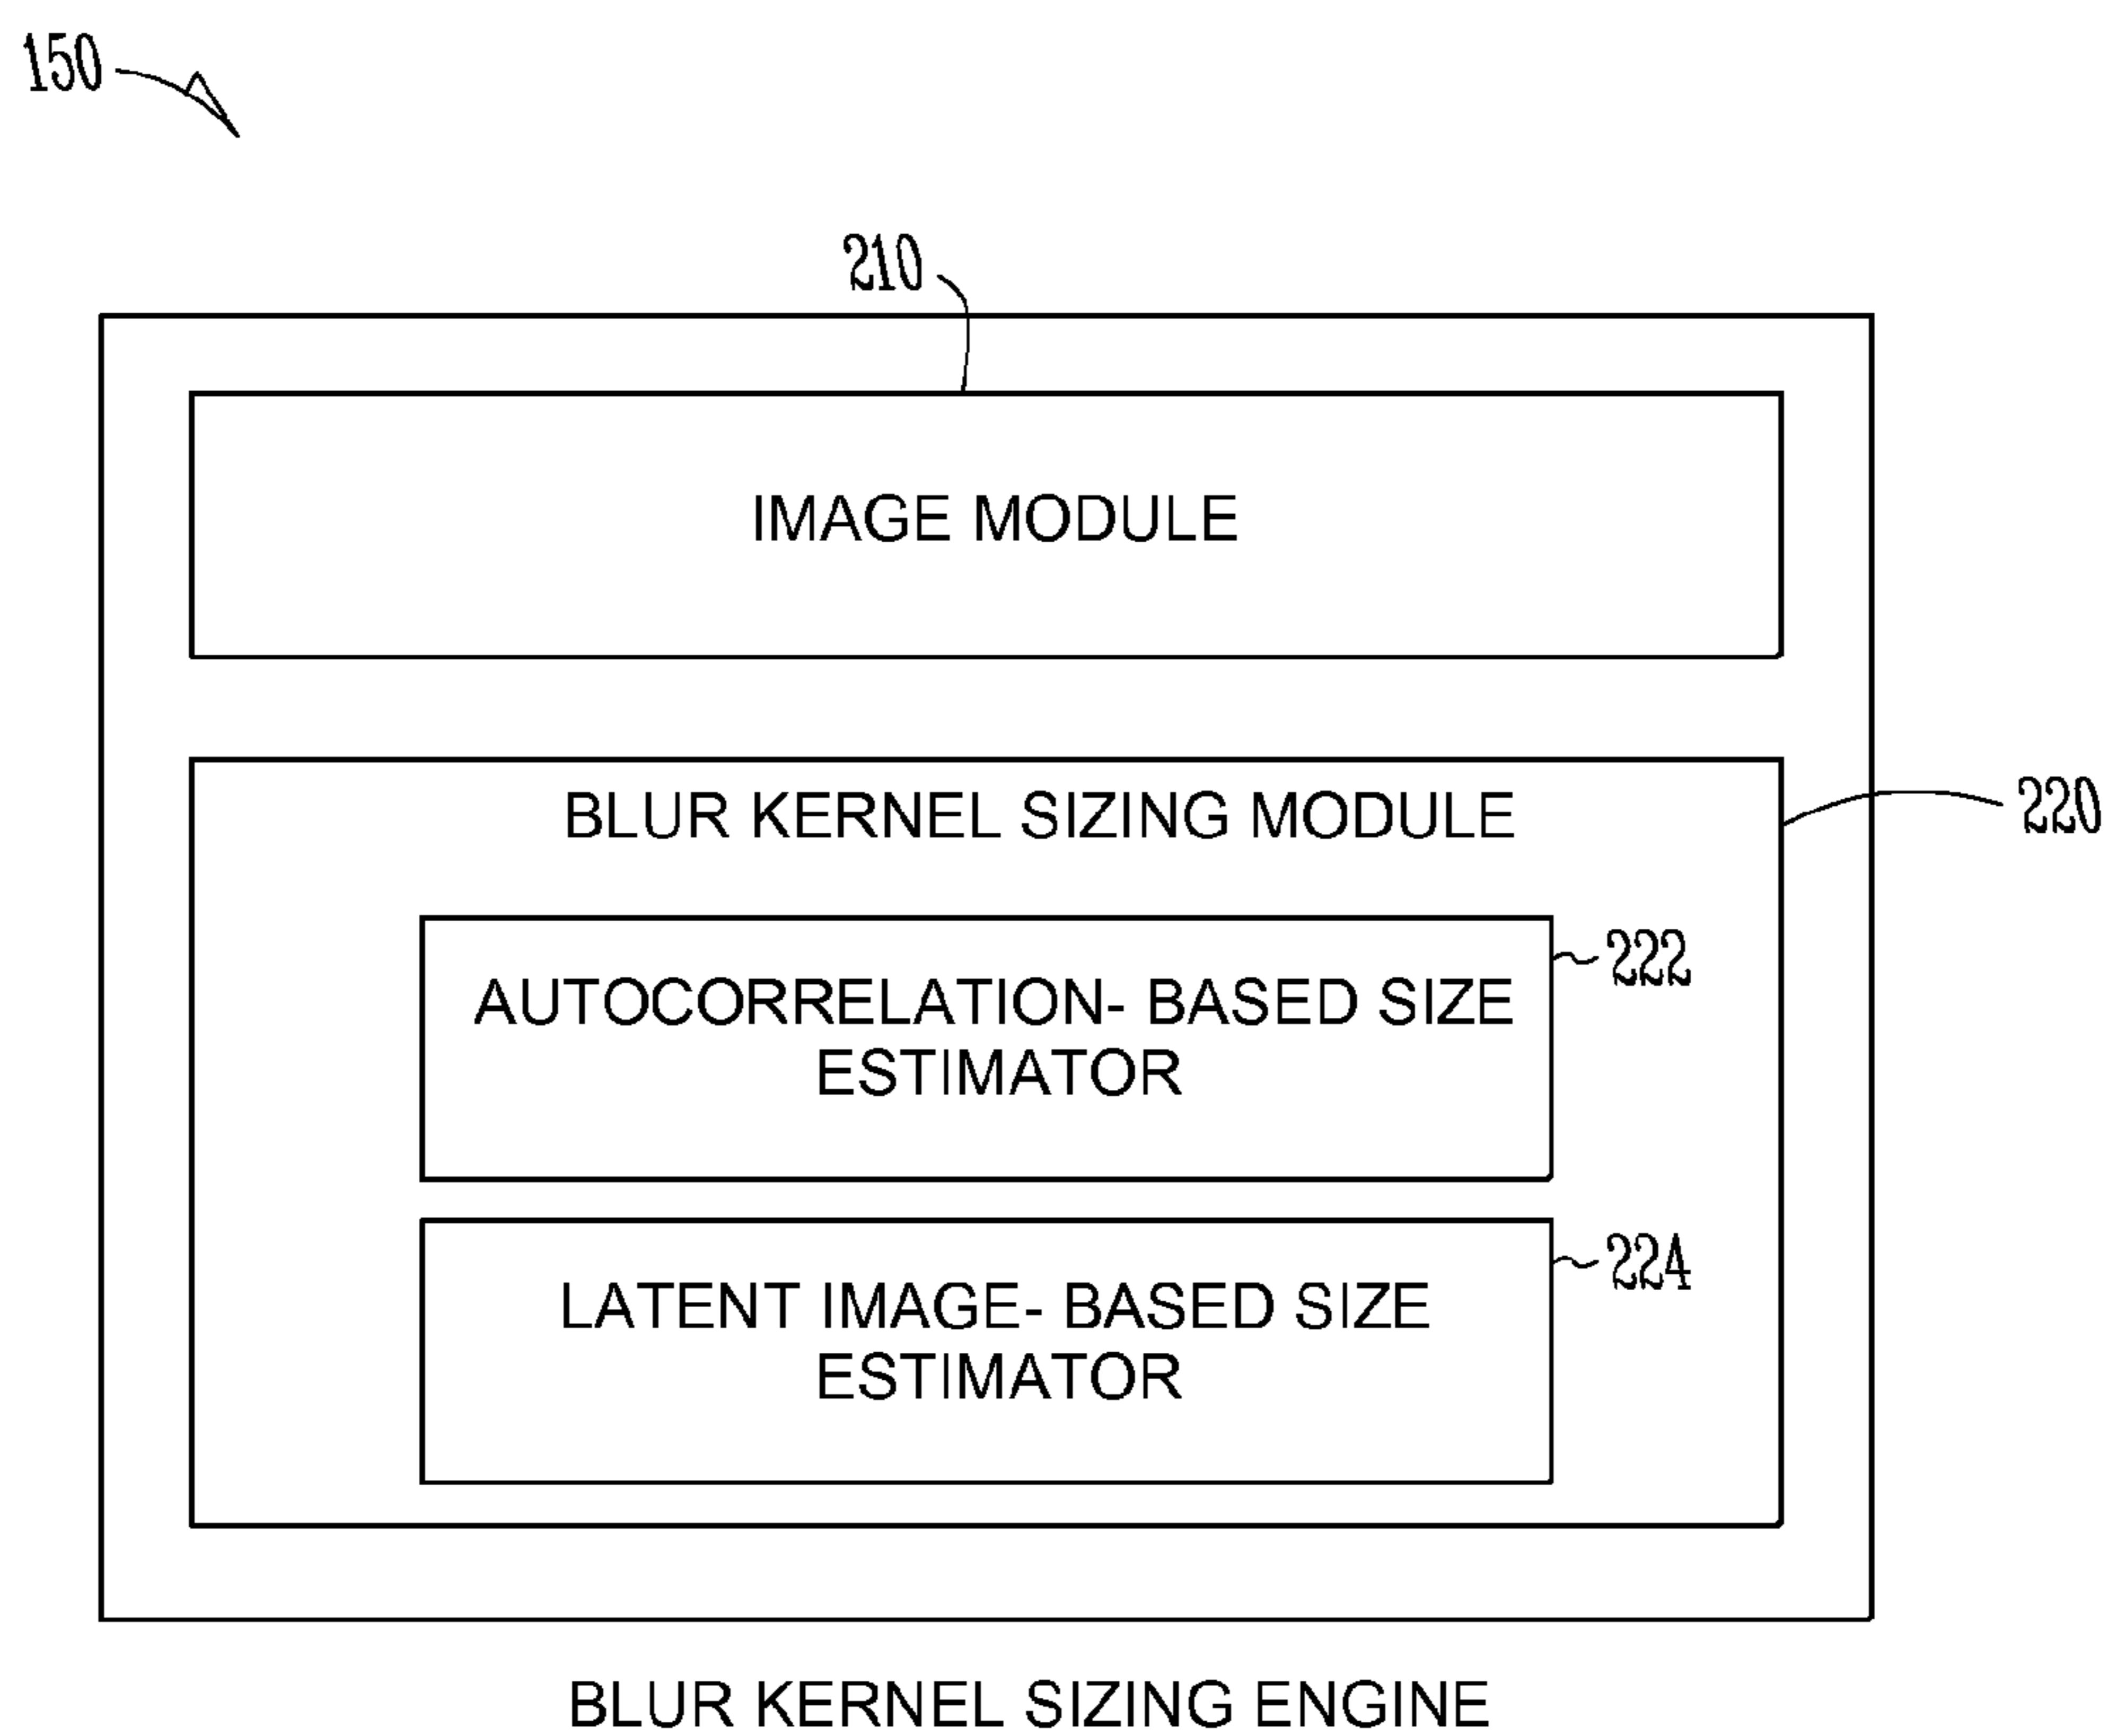 150
210
IMAGE MODULE
BLUR KERNEL SIZING MODULE
220
AUTOCORRELATION- BASED SIZE
ESTIMATOR
222
LATENT IMAGE- BASED SIZE
ESTIMATOR
224
BLUR KERNEL SIZING ENGINE